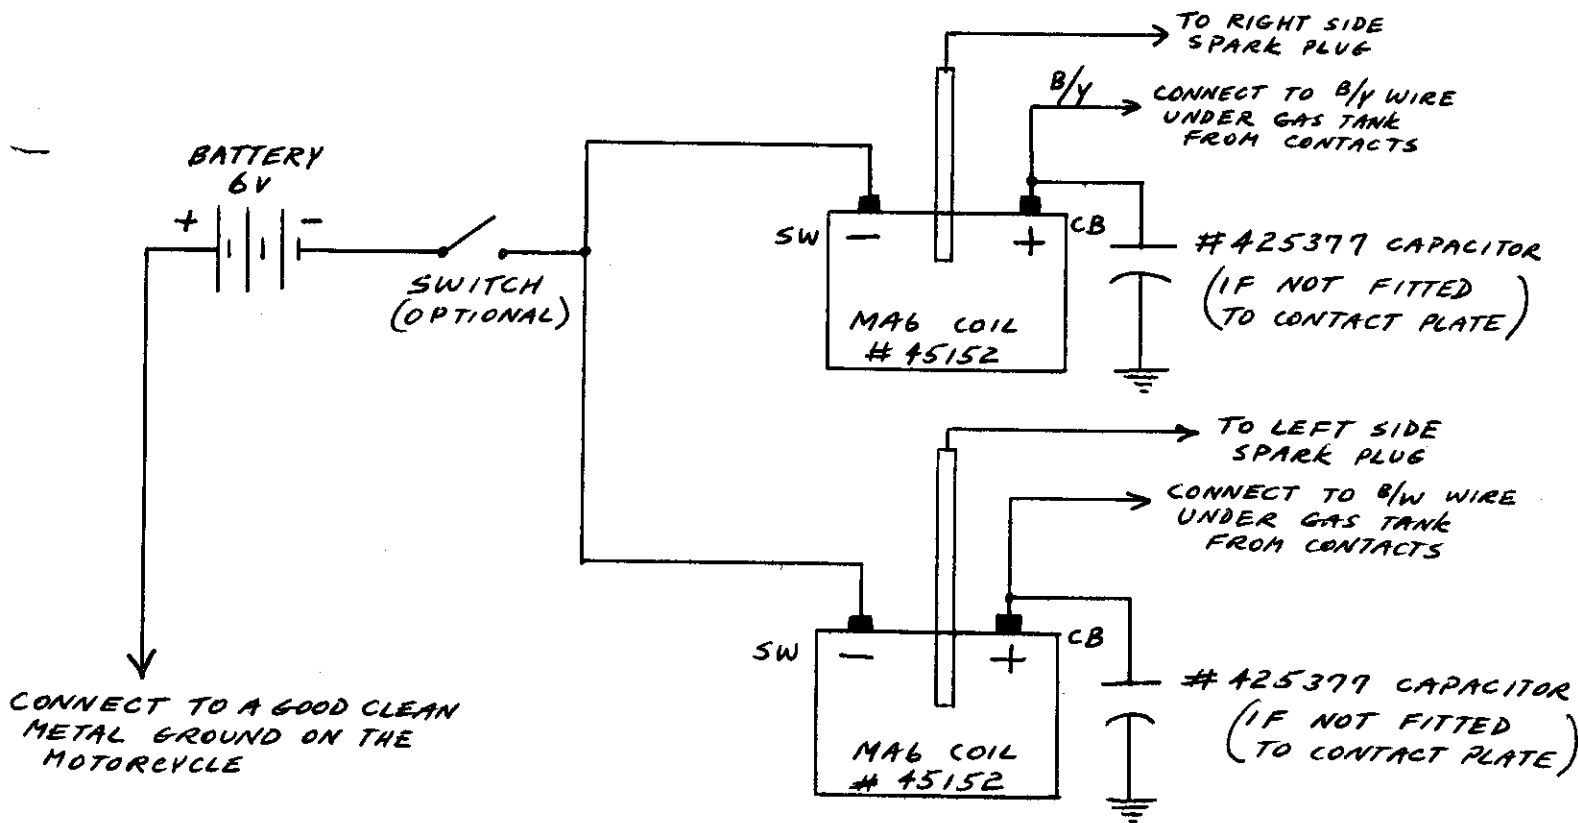 TO RIGHT SIDE
SPARK PLUG
B/Y
CONNECT TO B/Y WIRE
UNDER GAS TANK
FROM CONTACTS
BATTERY
6V
+ -
SWITCH
(OPTIONAL)
SW - + CB
MA6 COIL
# 45152
# 425377 CAPACITOR
(IF NOT FITTED
TO CONTACT PLATE)
TO LEFT SIDE
SPARK PLUG
CONNECT TO B/W WIRE
UNDER GAS TANK
FROM CONTACTS
SW - + CB
MA6 COIL
# 45152
# 425377 CAPACITOR
(IF NOT FITTED
TO CONTACT PLATE)
CONNECT TO A GOOD CLEAN
METAL GROUND ON THE
MOTORCYCLE